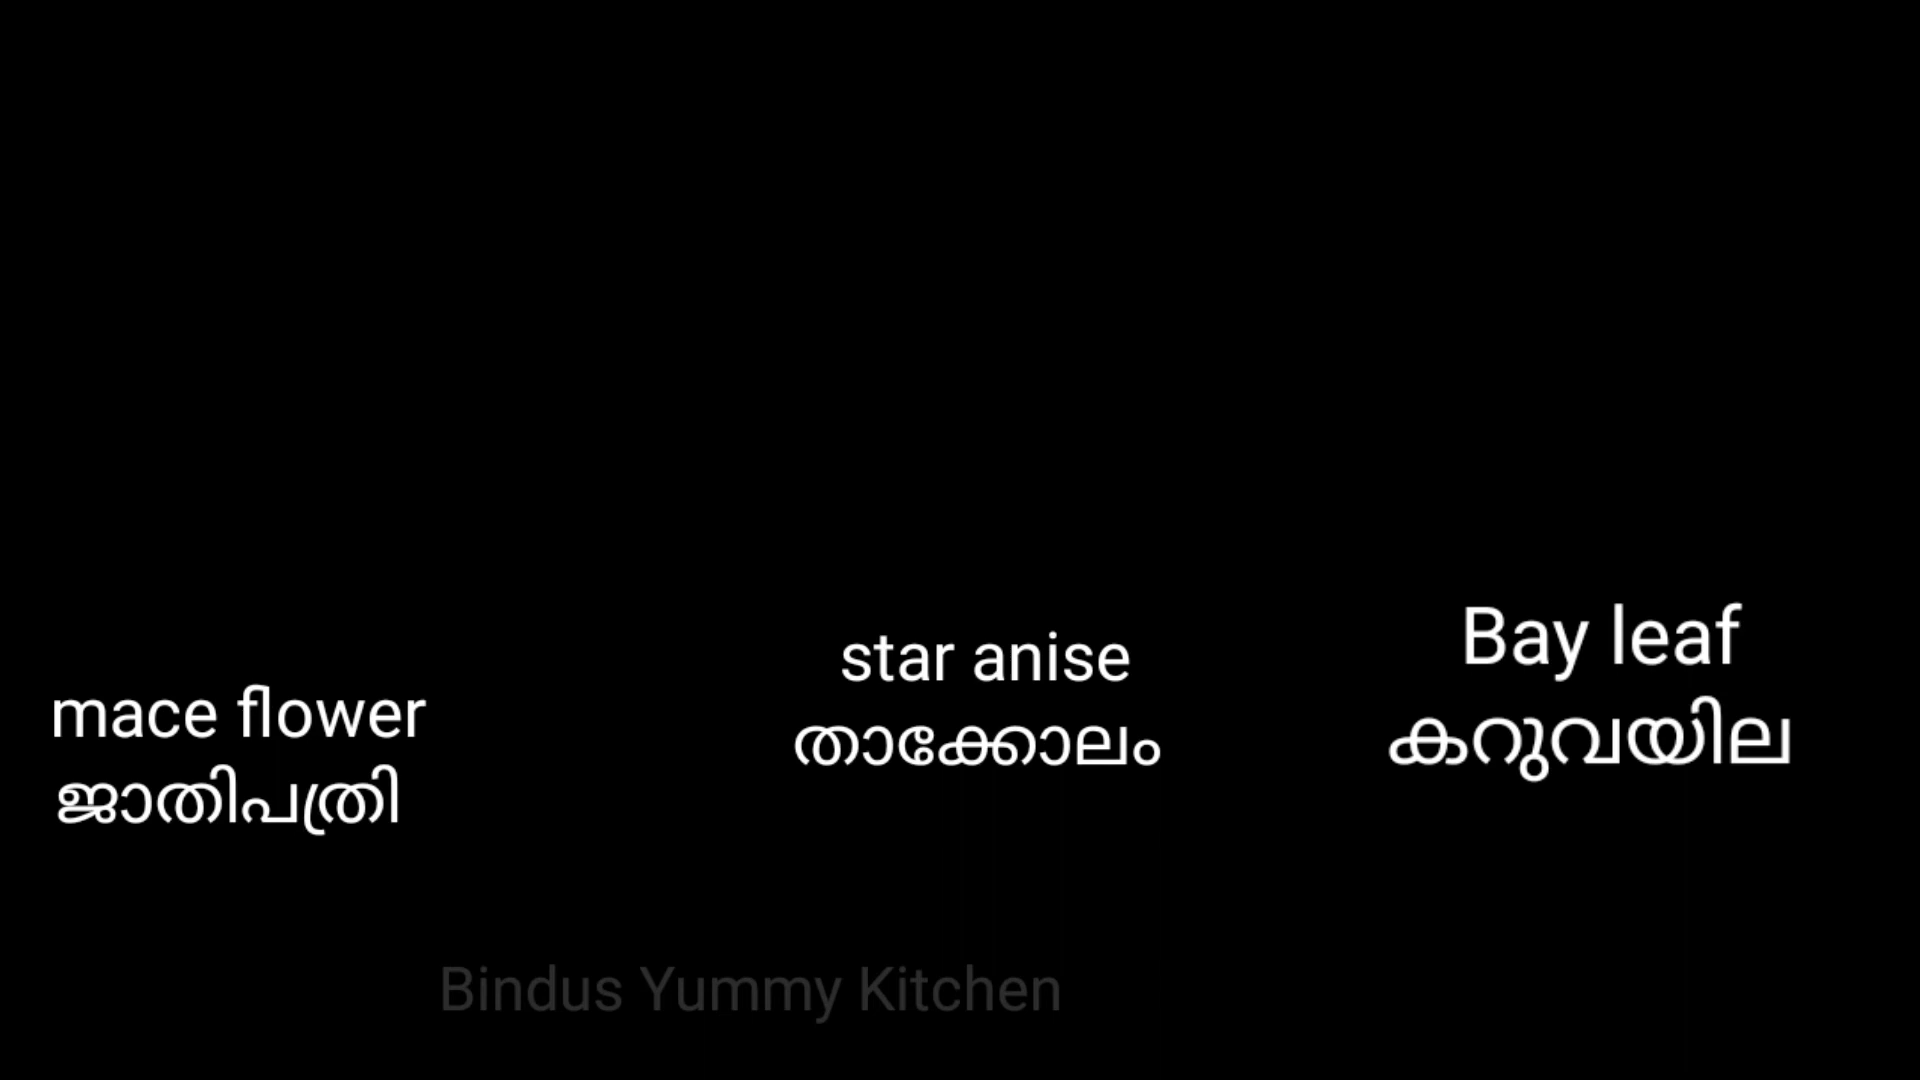 mace flower
ജാതിപത്രി
star anise
താക്കോലം
Bay leaf
കറുവയില
Bindus Yummy Kitchen